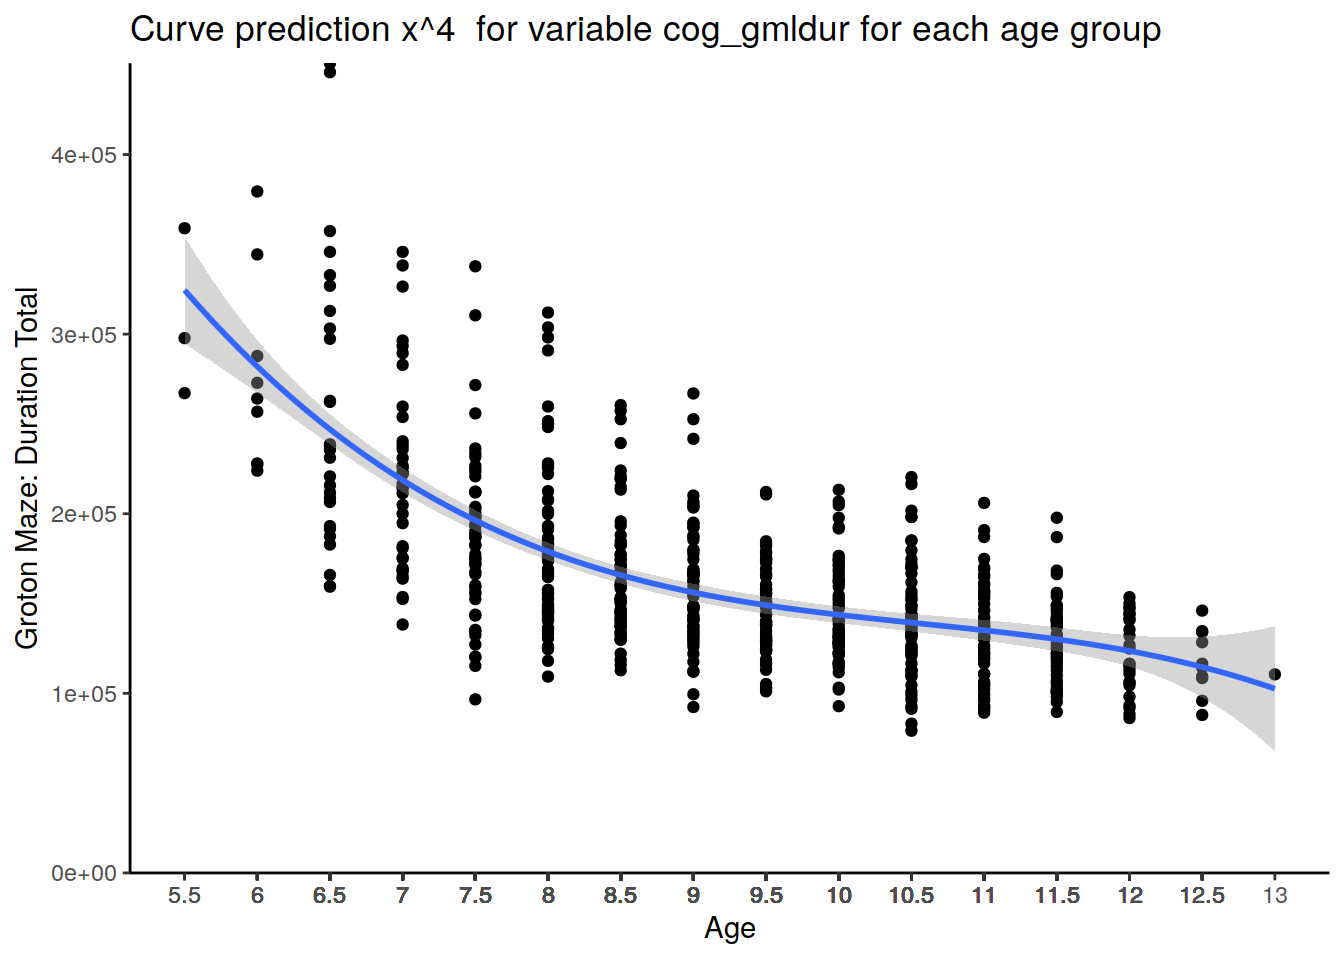 Curve prediction x^4  for variable cog_gmldur for each age group
4e+05
3e+05
2e+05
1e+05
0e+00
Groton Maze: Duration Total
5.5 6 6.5 7 7.5 8 8.5 9 9.5 10 10.5 11 11.5 12 12.5 13
Age